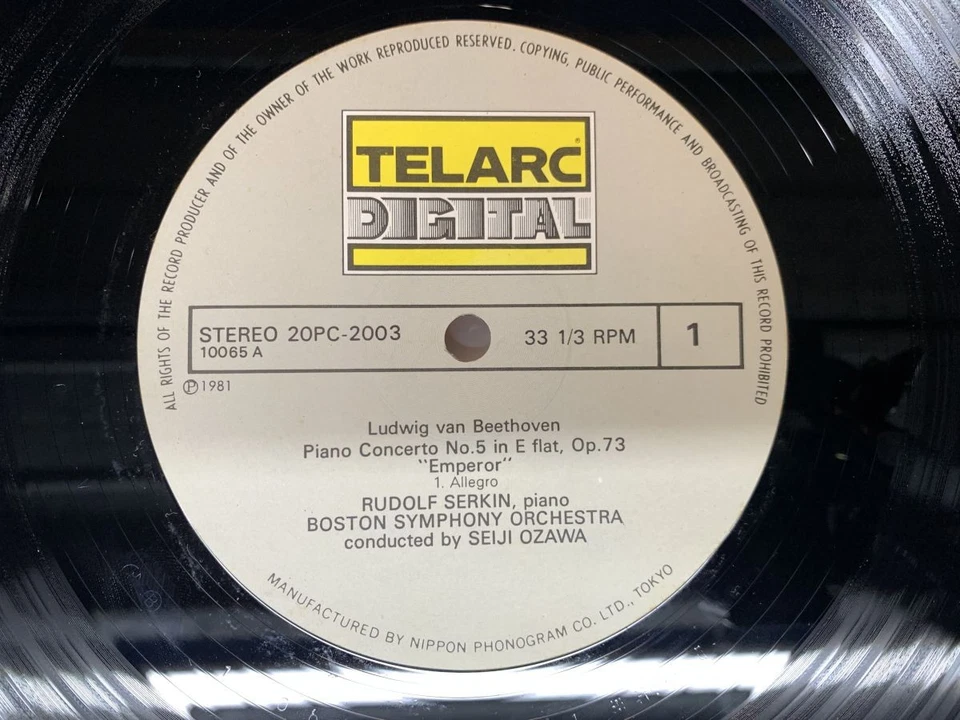 ALL RIGHTS OF THE RECORD PRODUCER AND OF THE OWNER OF THE WORK REPRODUCED RESERVED. COPYING, PUBLIC PERFORMANCE AND BROADCASTING OF THIS RECORD PROHIBITED
TELARC®
DIGITAL
STEREO 20PC-2003
10065 A
33 1/3 RPM
1
℗1981
Ludwig van Beethoven
Piano Concerto No.5 in E flat, Op.73
"Emperor"
1. Allegro
RUDOLF SERKIN, piano
BOSTON SYMPHONY ORCHESTRA
conducted by SEIJI OZAWA
MANUFACTURED BY NIPPON PHONOGRAM CO. LTD., TOKYO